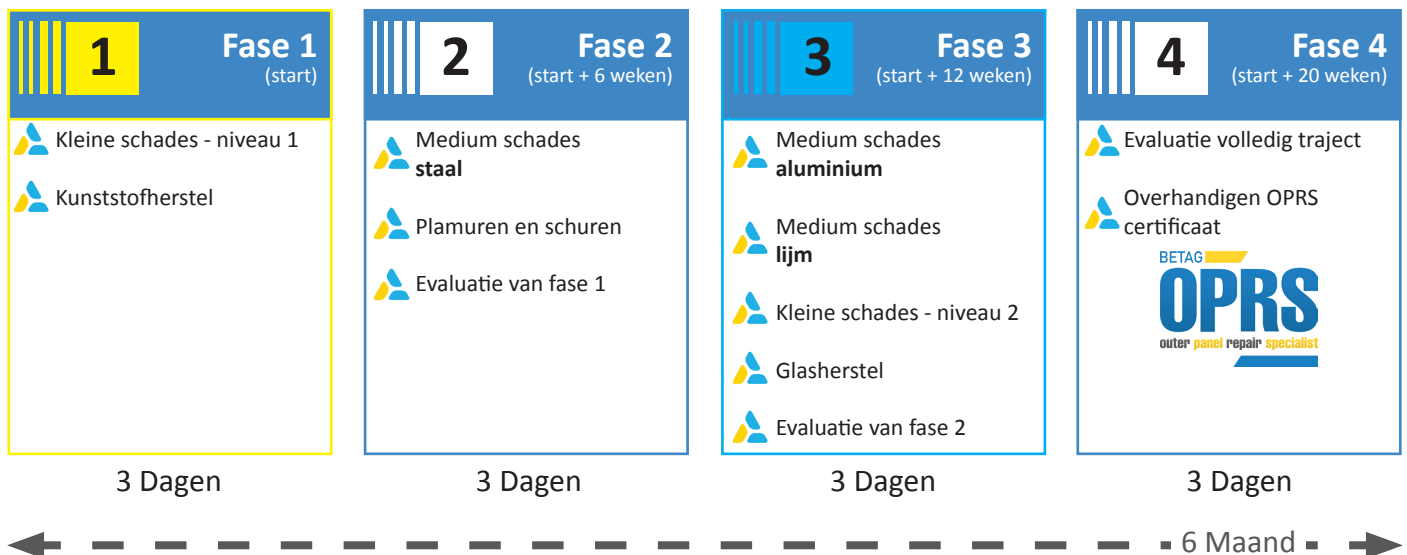 1
Fase 1
(start)
Kleine schades - niveau 1
Kunststofherstel
3 Dagen
2
Fase 2
(start + 6 weken)
Medium schades
staal
Plamuren en schuren
Evaluatie van fase 1
3 Dagen
3
Fase 3
(start + 12 weken)
Medium schades
aluminium
Medium schades
lijm
Kleine schades - niveau 2
Glasherstel
Evaluatie van fase 2
3 Dagen
4
Fase 4
(start + 20 weken)
Evaluatie volledig traject
Overhandigen OPRS
certificaat
BETAG
OPRS
outer panel repair specialist
3 Dagen
6 Maand